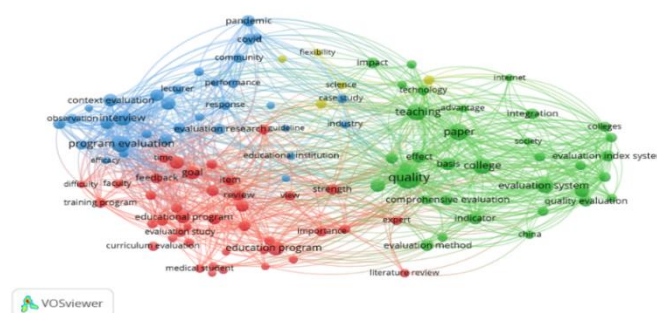 pandemic
covid
flexibility
community
impact
internet
lecturer
performance
science
technology
context evaluation
response
case study
teaching
advantage
integration
observation
interview
evaluation research
guideline
industry
paper
society
colleges
program evaluation
efficacy
time
educational institution
effect
basis
college
evaluation index system
feedback
goal
item
quality
difficulty
faculty
review
view
strength
evaluation system
training program
comprehensive evaluation
quality evaluation
educational program
expert
indicator
evaluation study
importance
china
curriculum evaluation
education program
evaluation method
medical student
literature review
VOSviewer